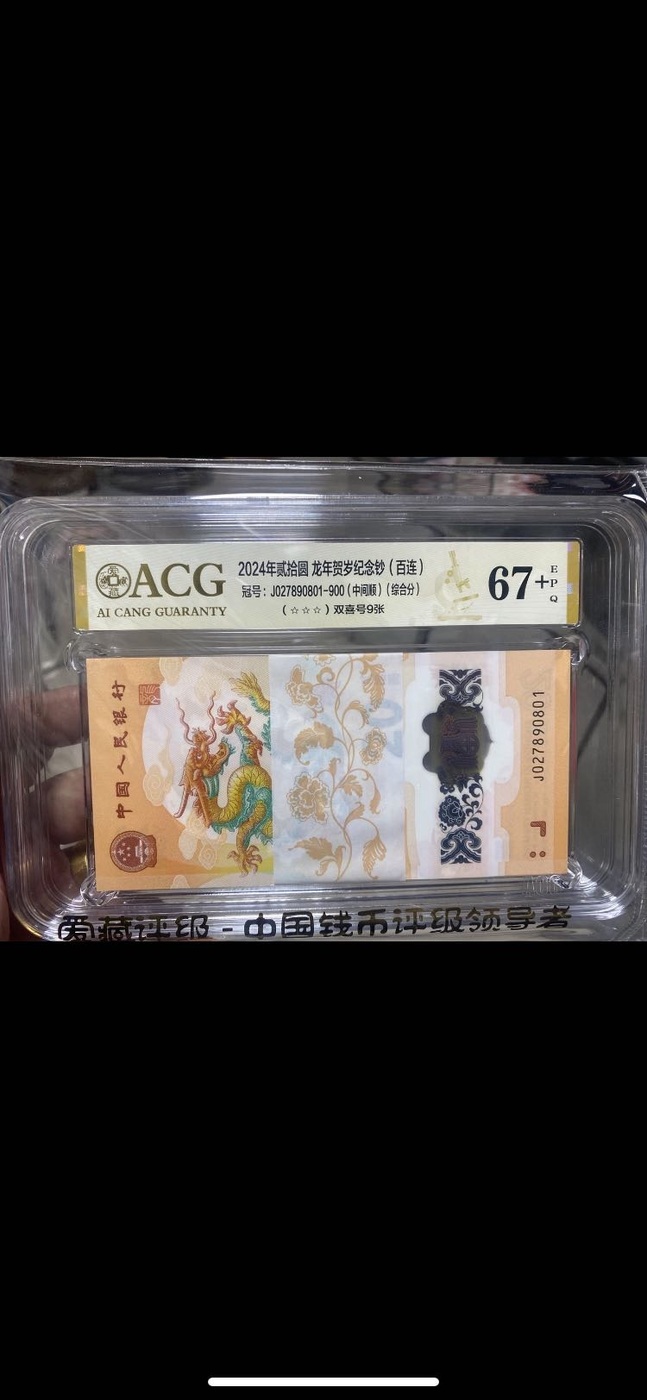 ACG
AI CANG GUARANTY
2024年贰拾圆 龙年贺岁纪念钞（百连）
冠号：J027890801-900（中间顺）（综合分）
（☆☆☆）双喜号9张
67+
EPQ
中国人民银行
J027890801
爱藏评级-中国钱币评级领导者